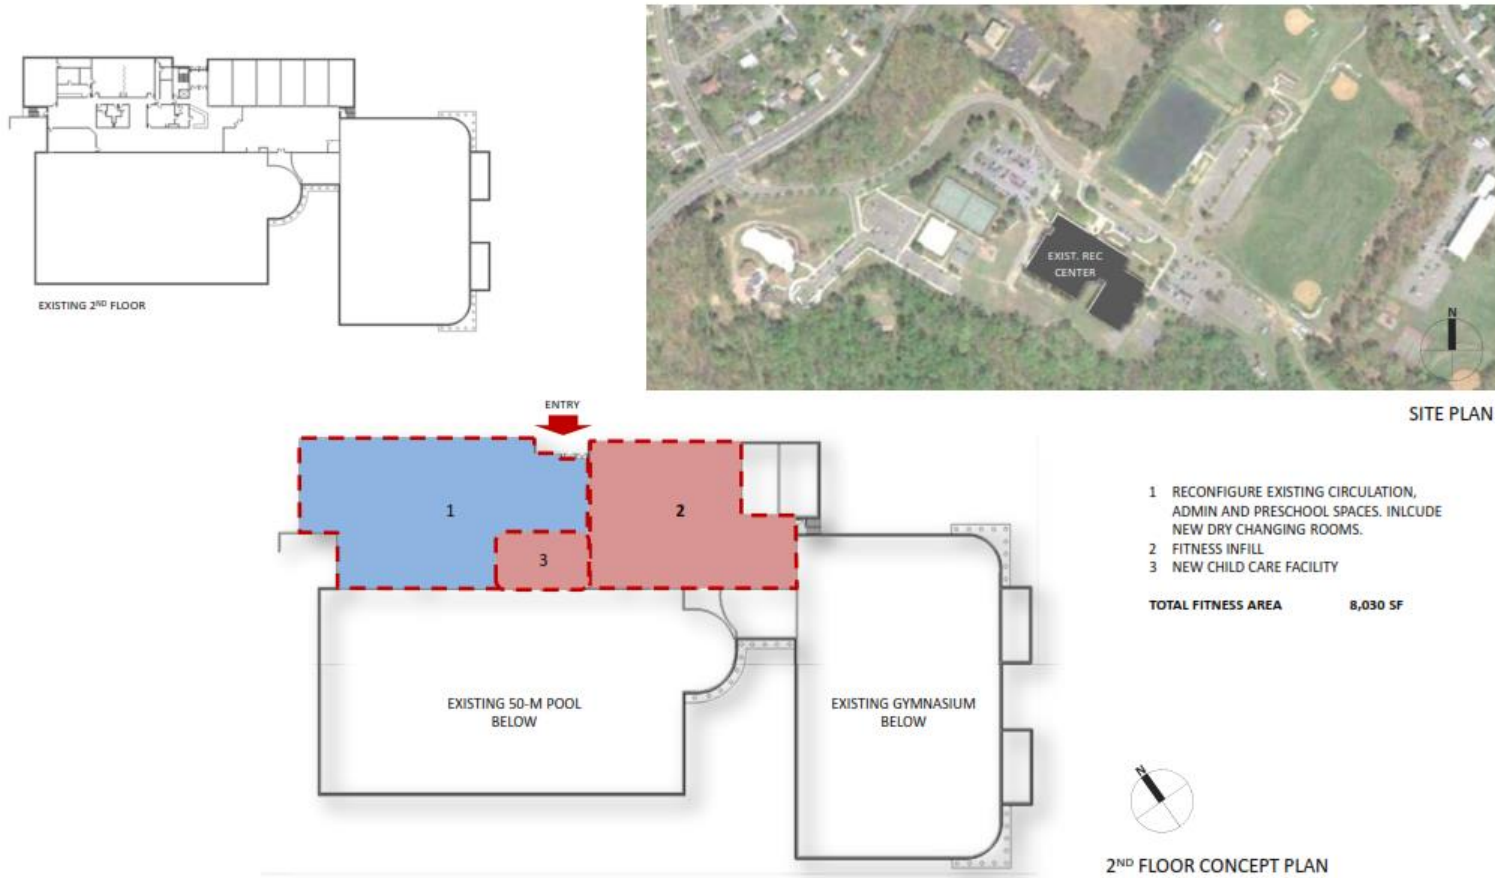 EXISTING 2ND FLOOR
EXIST. REC
CENTER
N
SITE PLAN
ENTRY
1
2
3
1 RECONFIGURE EXISTING CIRCULATION,
ADMIN AND PRESCHOOL SPACES. INLCUDE
NEW DRY CHANGING ROOMS.
2 FITNESS INFILL
3 NEW CHILD CARE FACILITY
TOTAL FITNESS AREA 8,030 SF
EXISTING 50-M POOL
BELOW
EXISTING GYMNASIUM
BELOW
N
2ND FLOOR CONCEPT PLAN